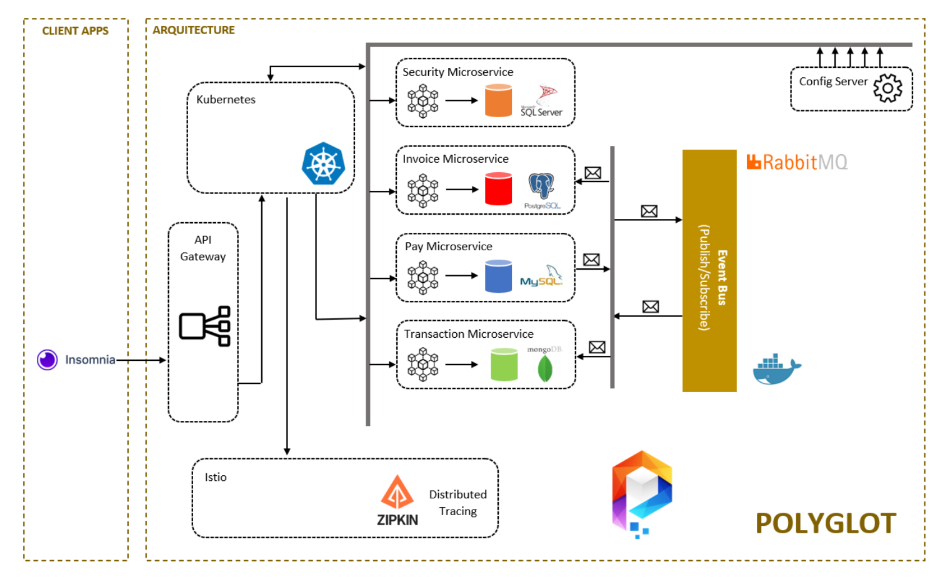 CLIENT APPS
ARQUITECTURE
Kubernetes
Security Microservice
Microsoft
SQL Server
Config Server
Invoice Microservice
PostgreSQL
RabbitMQ
API
Gateway
Pay Microservice
MySQL
Event Bus
(Publish/Subscribe)
Insomnia
Transaction Microservice
mongoDB
Istio
ZIPKIN
Distributed
Tracing
POLYGLOT